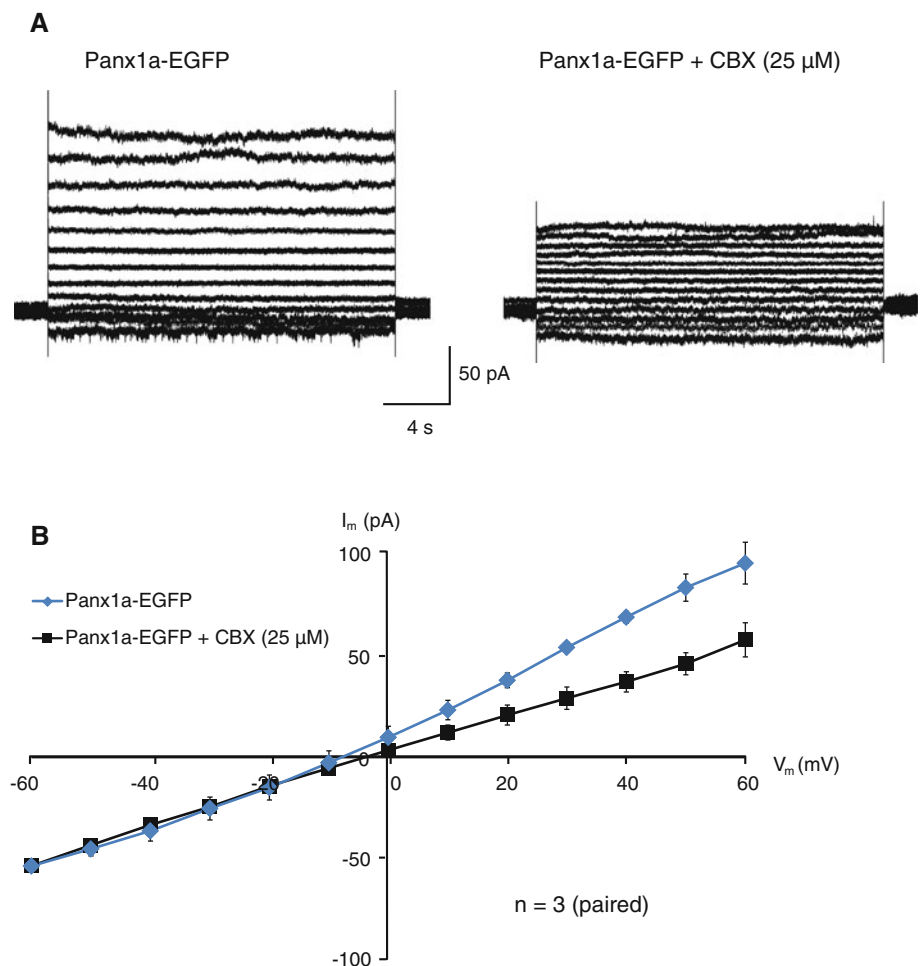 A
Panx1a-EGFP
Panx1a-EGFP + CBX (25 µM)
50 pA
4 s
B
Iₘ (pA)
100
Panx1a-EGFP
Panx1a-EGFP + CBX (25 µM)
50
0
-60
-40
-20
0
20
40
60
Vₘ (mV)
-50
n = 3 (paired)
-100